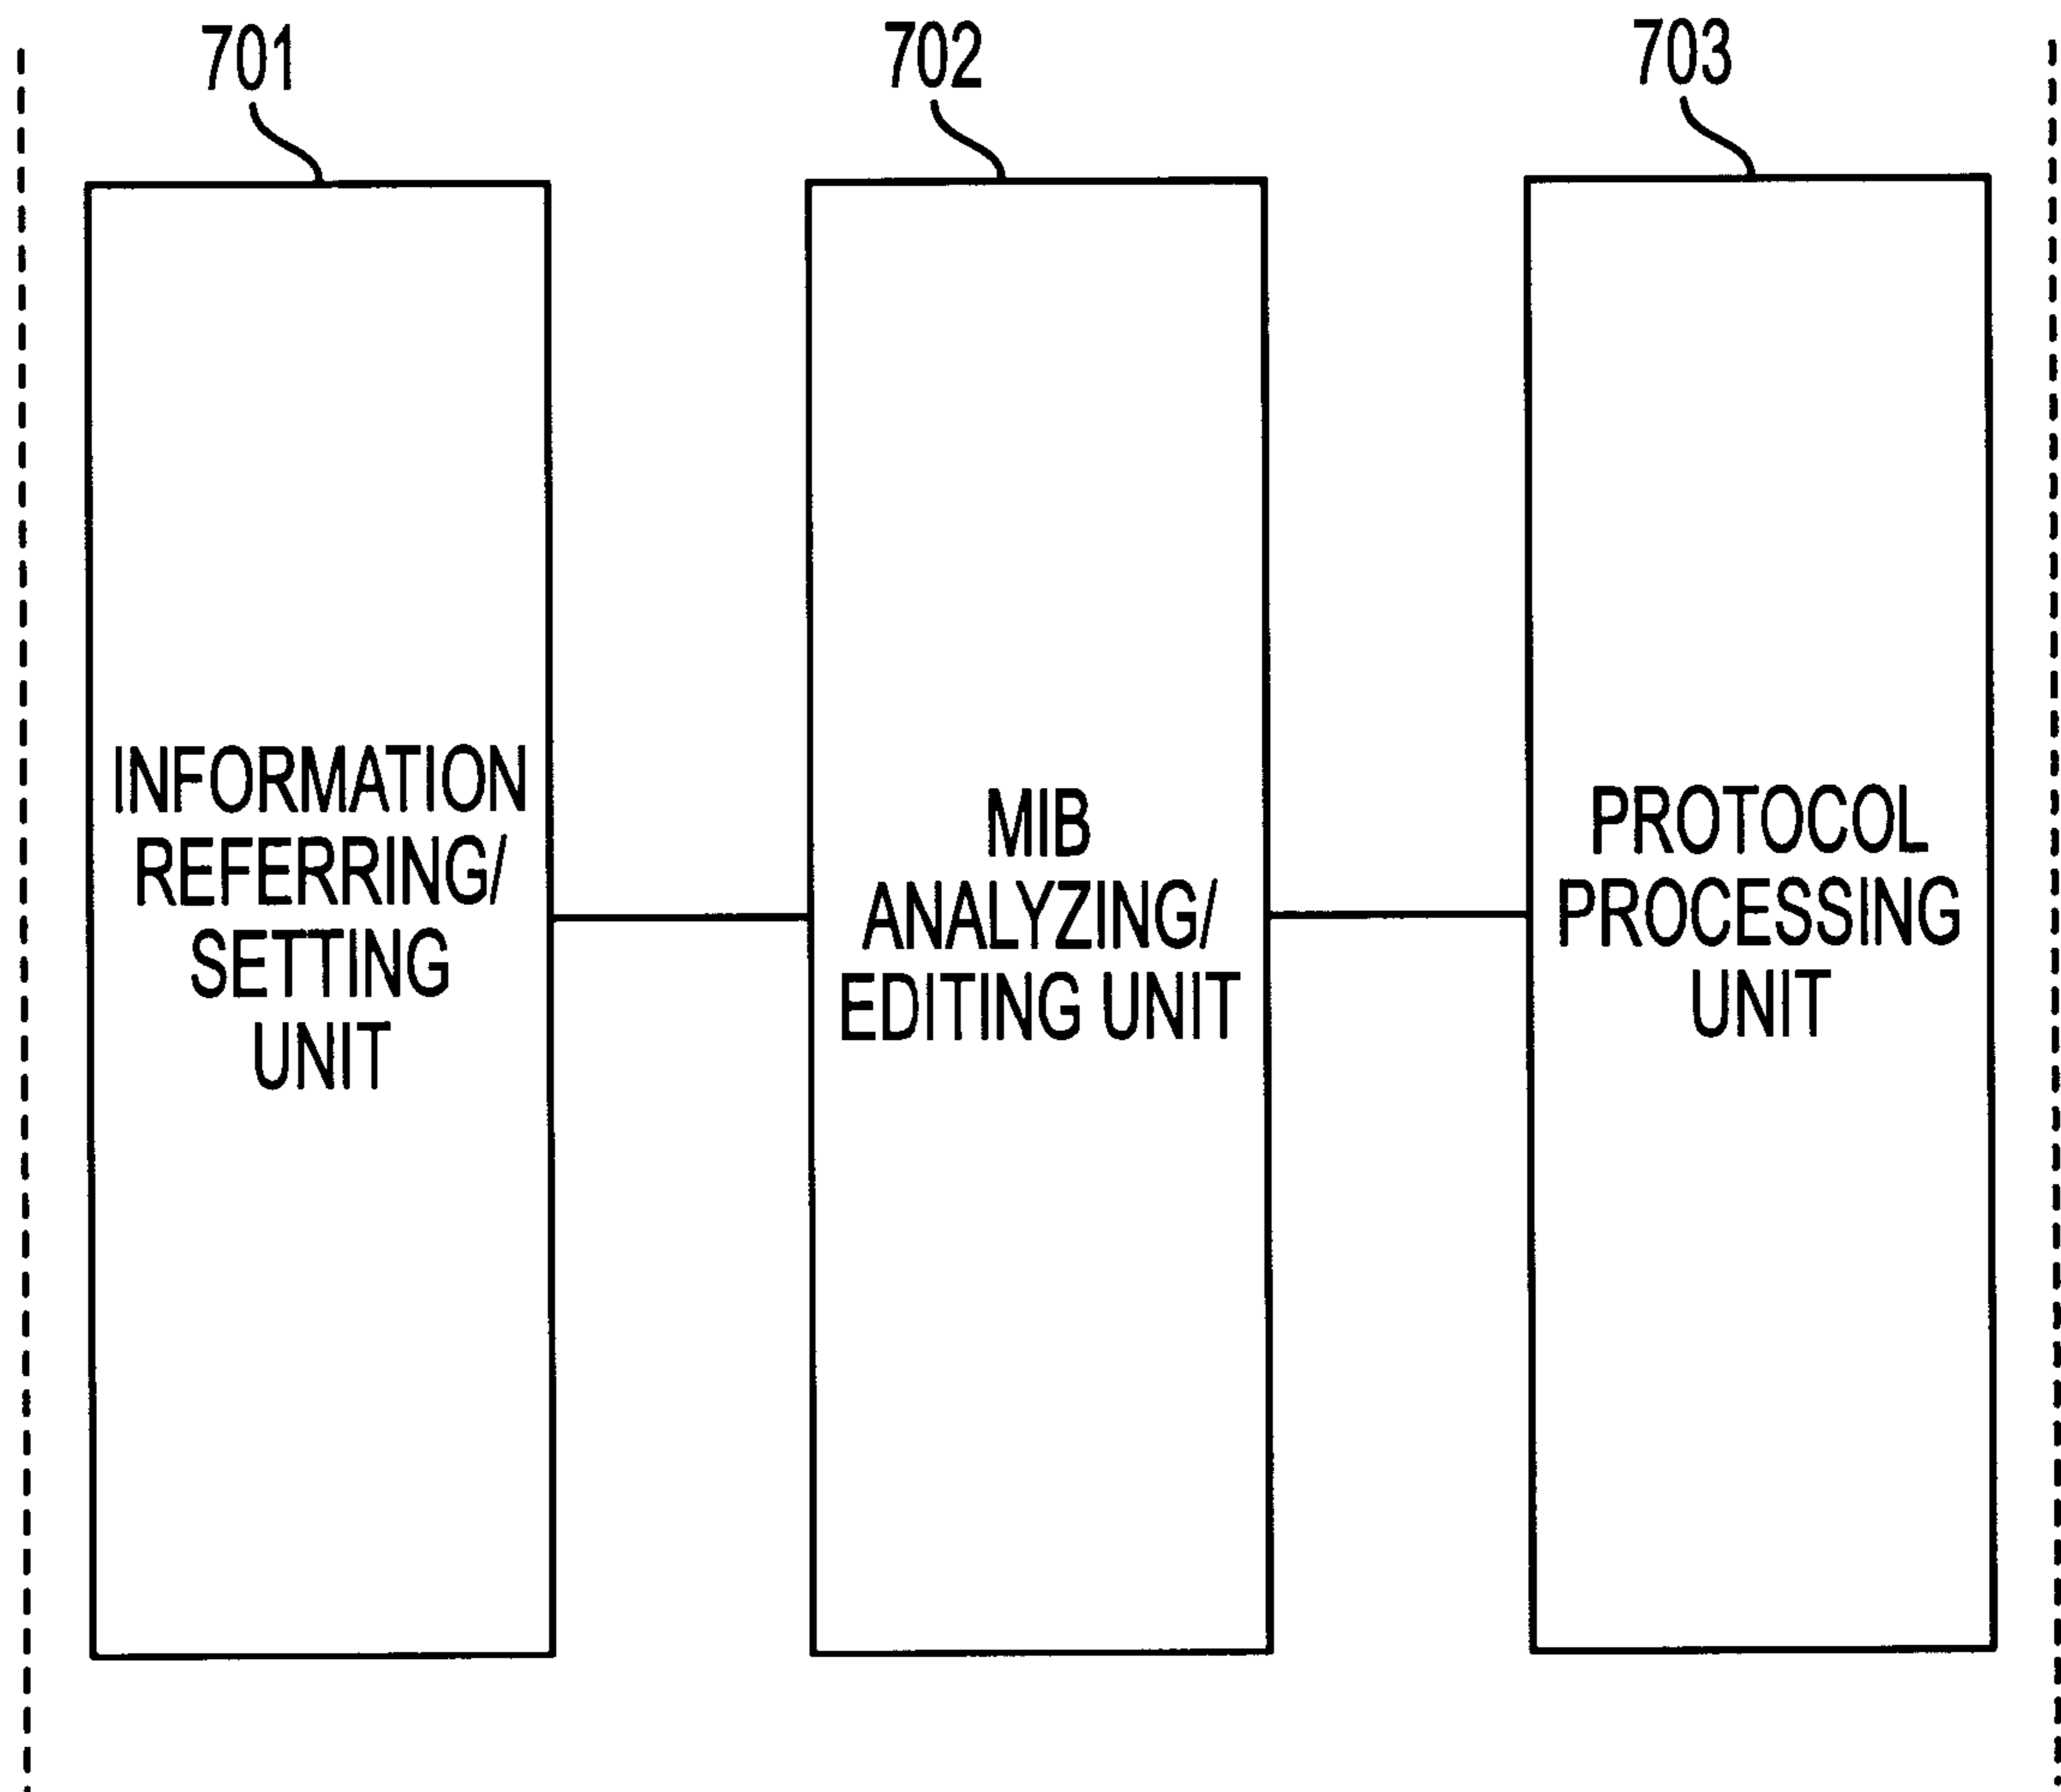 701
702
703
INFORMATION
REFERRING/
SETTING
UNIT
MIB
ANALYZING/
EDITING UNIT
PROTOCOL
PROCESSING
UNIT